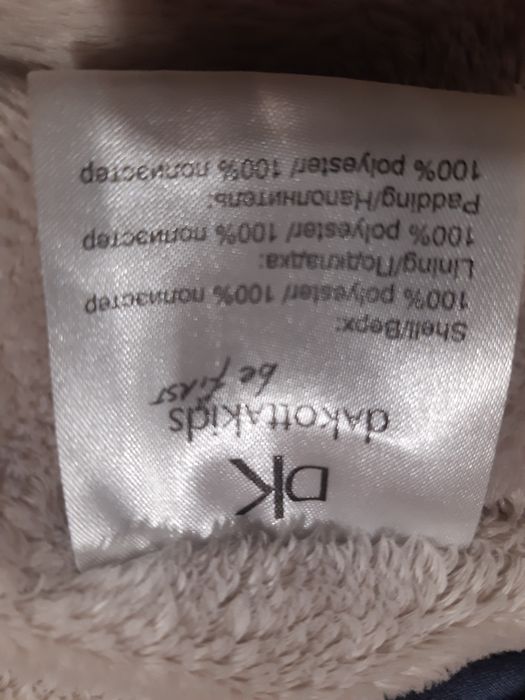 DK
dakottakids
be first
Shell/Верх:
100% polyester/ 100% полиэстер
Lining/Подкладка:
100% polyester/ 100% полиэстер
Padding/Наполнитель:
100% polyester/ 100% полиэстер